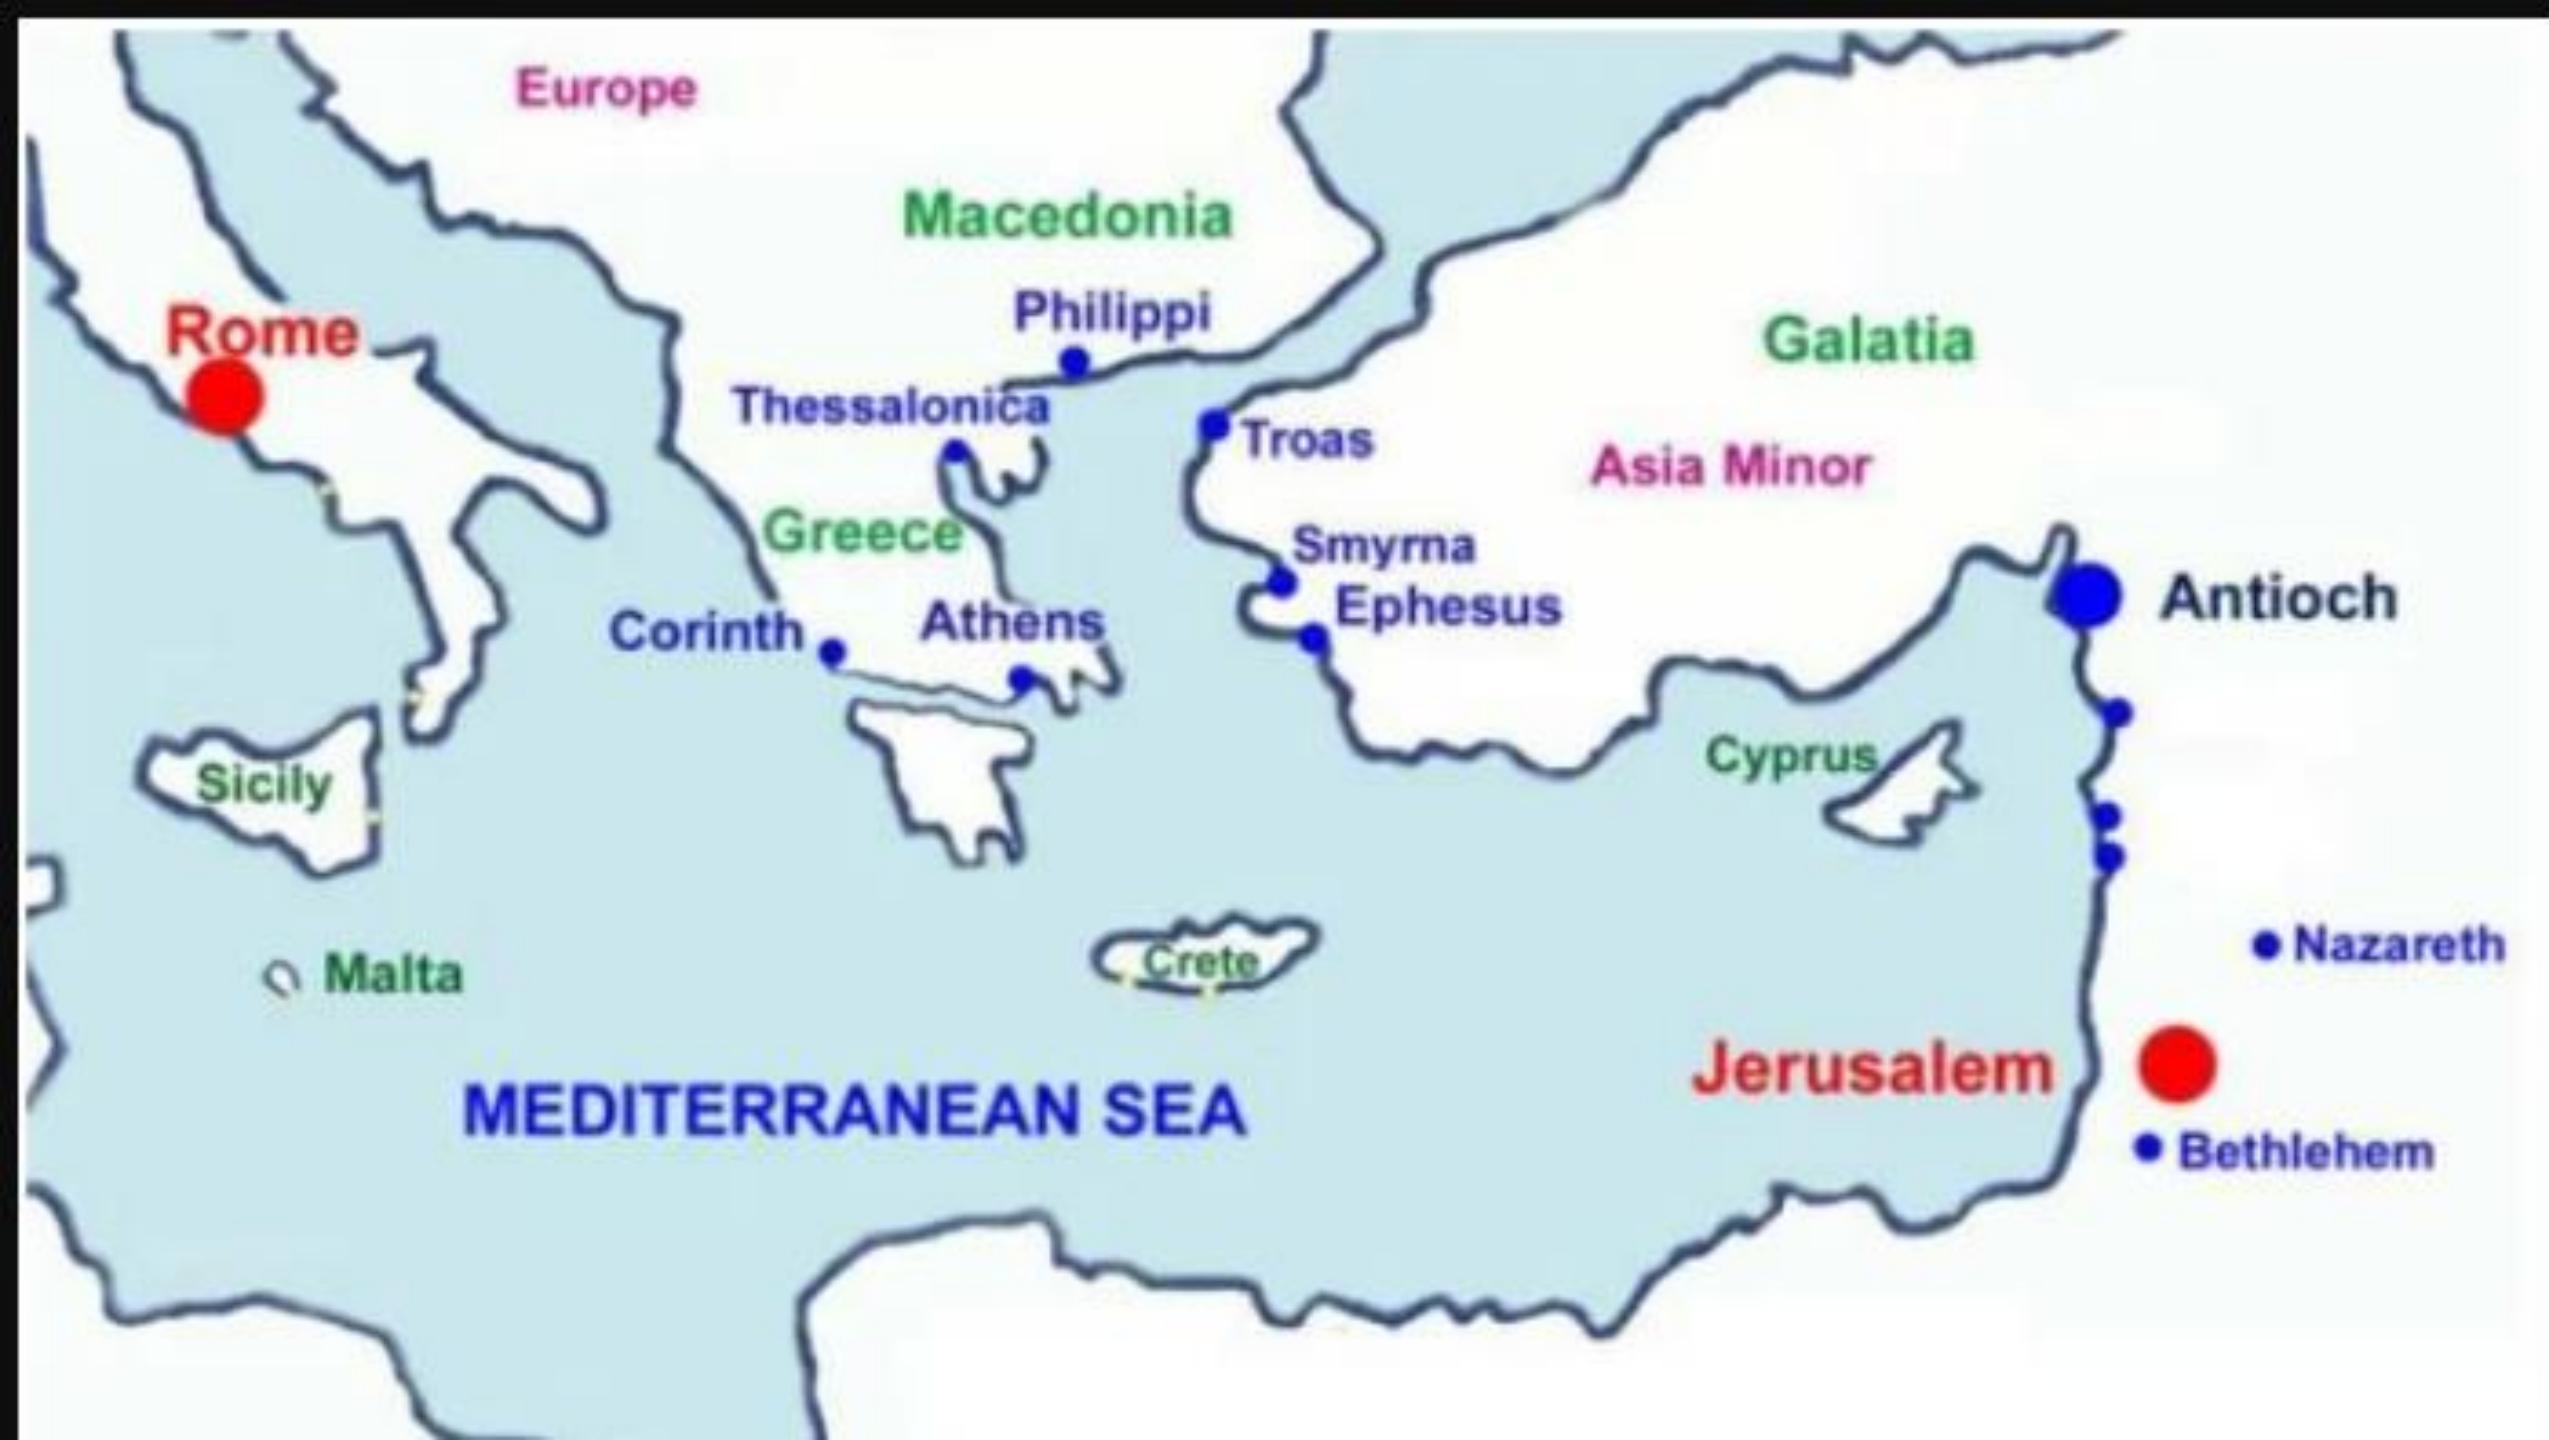 Europe
Macedonia
Philippi
Rome
Galatia
Thessalonica
Troas
Asia Minor
Greece
Smyrna
Ephesus
Antioch
Corinth
Athens
Cyprus
Sicily
Nazareth
Crete
Malta
Jerusalem
MEDITERRANEAN SEA
Bethlehem